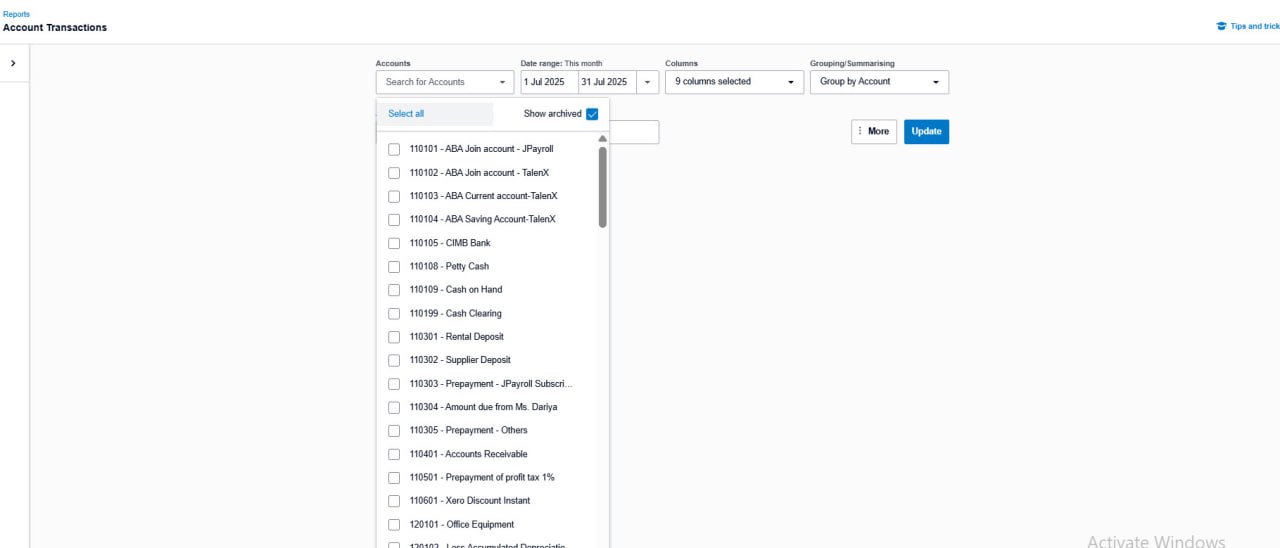 Reports
Account Transactions
Tips and trick
Accounts
Date range: This month
Columns
Grouping/Summarising
Search for Accounts
1 Jul 2025
31 Jul 2025
9 columns selected
Group by Account
Select all
Show archived
More
Update
110101 - ABA Join account - JPayroll
110102 - ABA Join account - TalenX
110103 - ABA Current account-TalenX
110104 - ABA Saving Account-TalenX
110105 - CIMB Bank
110108 - Petty Cash
110109 - Cash on Hand
110199 - Cash Clearing
110301 - Rental Deposit
110302 - Supplier Deposit
110303 - Prepayment - JPayroll Subscri...
110304 - Amount due from Ms. Dariya
110305 - Prepayment - Others
110401 - Accounts Receivable
110501 - Prepayment of profit tax 1%
110601 - Xero Discount Instant
120101 - Office Equipment
120102 - Less Accumulated Depreciatio
Activate Windows